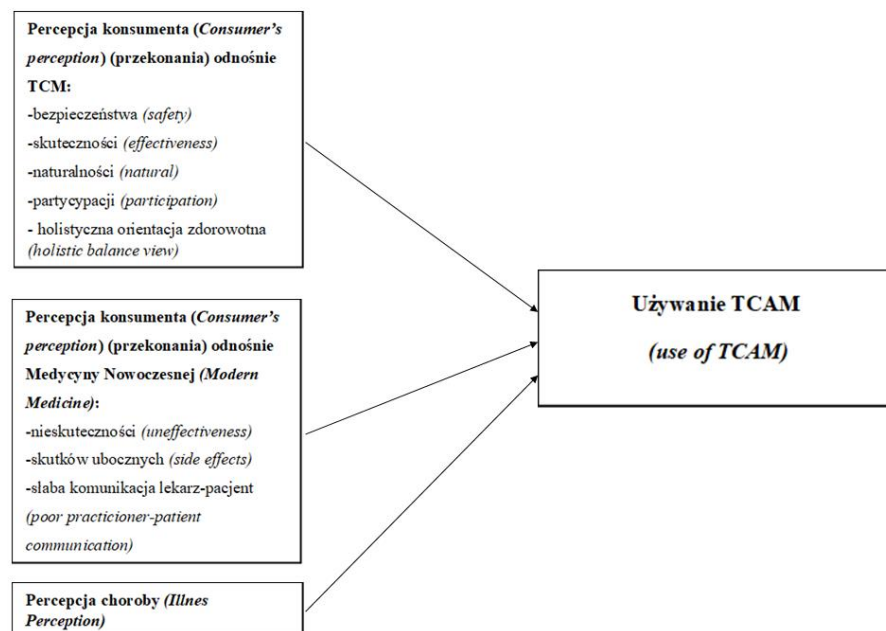 Percepcja konsumenta (Consumer's
perception) (przekonania) odnośnie
TCM:
-bezpieczeństwa (safety)
-skuteczności (effectiveness)
-naturalności (natural)
-partycypacji (participation)
- holistyczna orientacja zdorowotna
(holistic balance view)
Percepcja konsumenta (Consumer's
perception) (przekonania) odnośnie
Medycyny Nowoczesnej (Modern
Medicine):
-nieskuteczności (uneffectiveness)
-skutków ubocznych (side effects)
-słaba komunikacja lekarz-pacjent
(poor practicioner-patient
communication)
Percepcja choroby (Illnes
Perception)
Używanie TCAM
(use of TCAM)